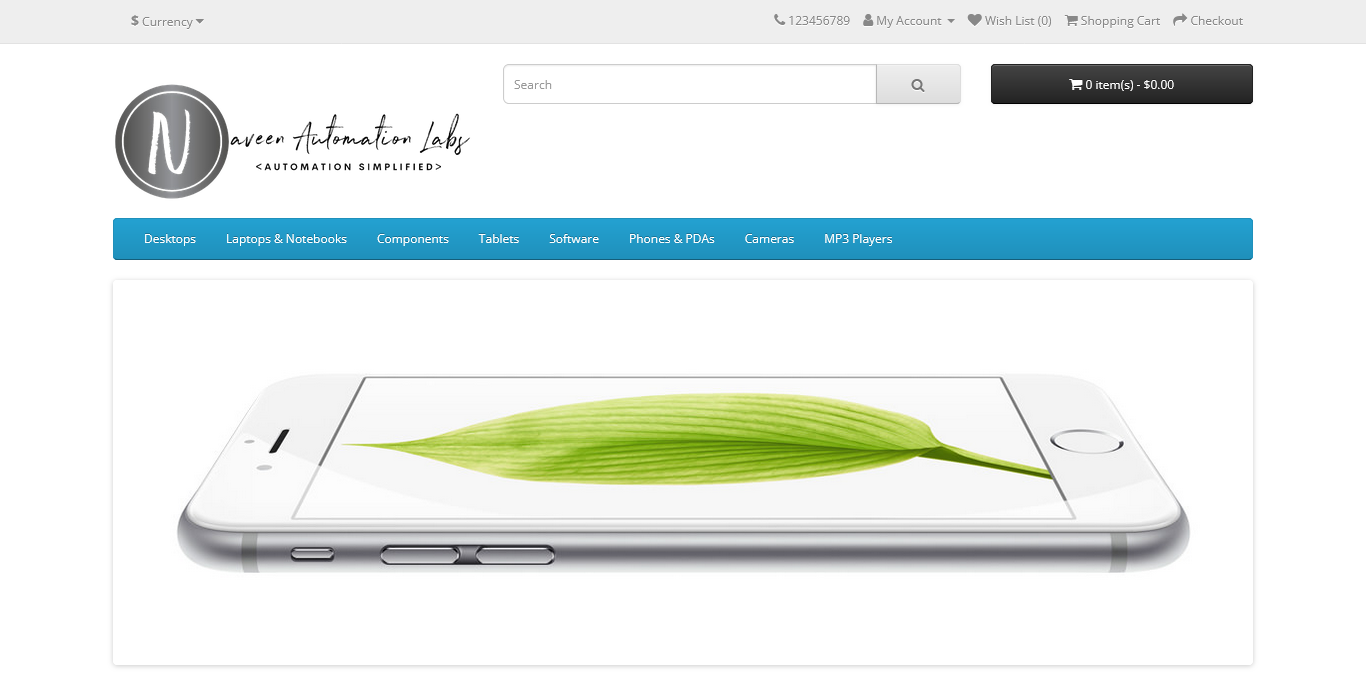 $ Currency
123456789 My Account Wish List (0) Shopping Cart Checkout
Search
0 item(s) - $0.00
Naveen Automation Labs
<AUTOMATION SIMPLIFIED>
Desktops Laptops & Notebooks Components Tablets Software Phones & PDAs Cameras MP3 Players